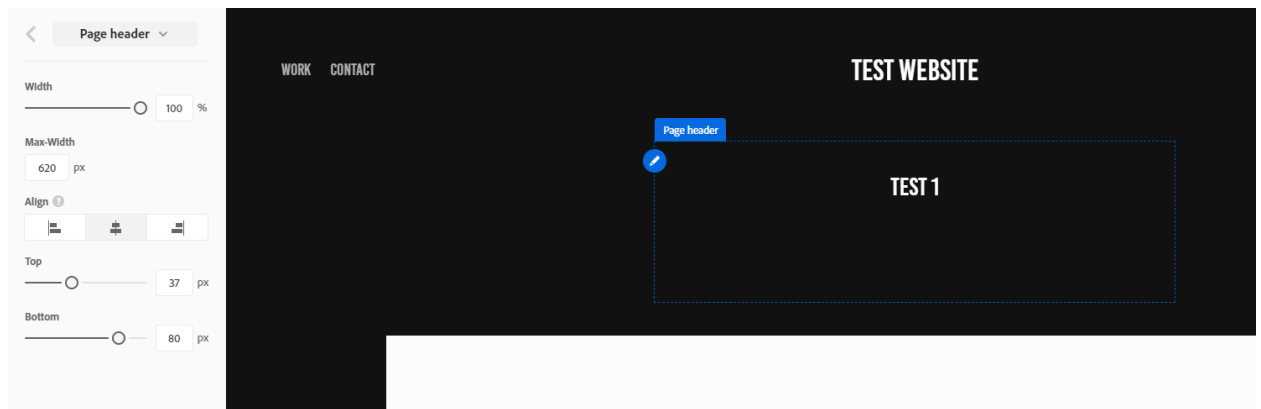 Page header
Width
100 %
Max-Width
620 px
Align ?
Top
37 px
Bottom
80 px
WORK CONTACT
TEST WEBSITE
Page header
TEST 1